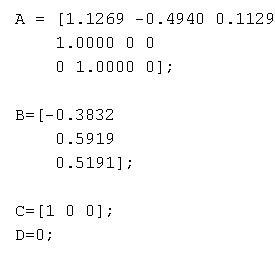 A = [1.1269 -0.4940 0.1129
1.0000 0 0
0 1.0000 0];
B=[-0.3832
0.5919
0.5191];
C=[1 0 0];
D=0;